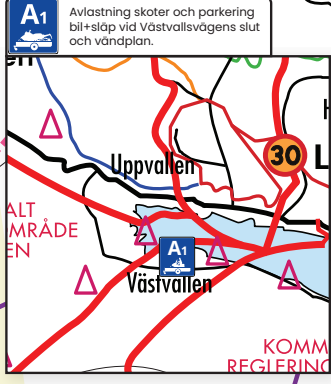 A1
Avlastning skoter och parkering
bil+släp vid Västvallsvägens slut
och vändplan.
Uppvallen
30
L
ALT
MRÅDE
EN
A1
Västvallen
KOMM
REGLERING